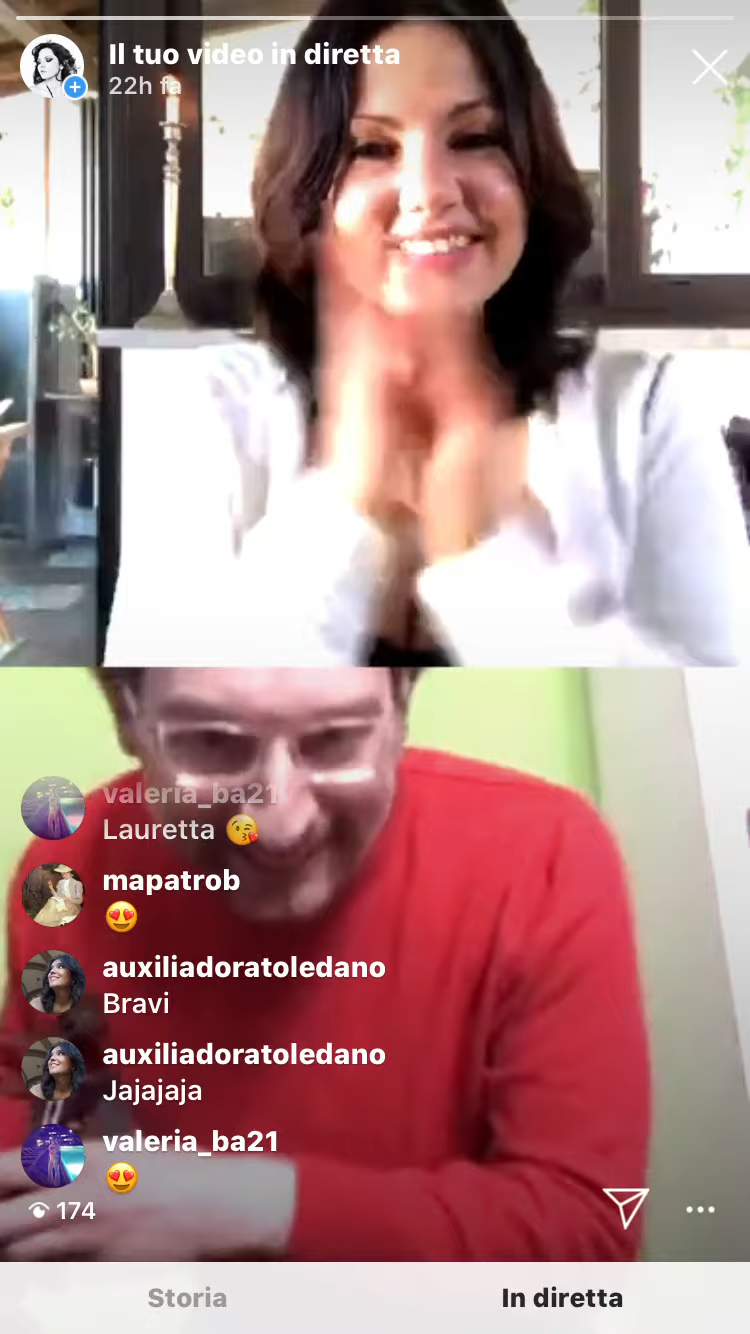 Il tuo video in diretta
22h fa
valeria_ba21
Lauretta 😘
mapatrob
😍
auxiliadoratoledano
Bravi
auxiliadoratoledano
Jajajaja
valeria_ba21
😍
174
Storia
In diretta